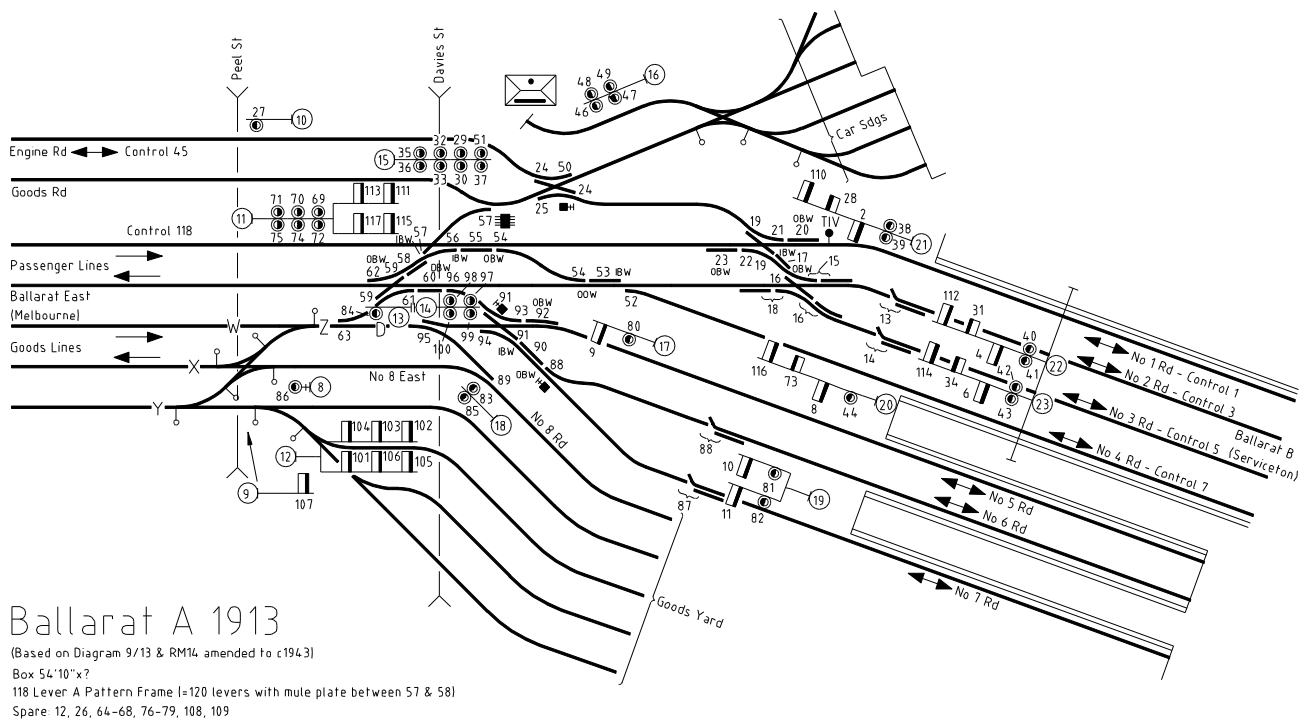 Peel St
Davies St
27
10
48 49
46 47
16
Engine Rd
Control 45
Goods Rd
35 32 29 51
15
36 33 30 37
24 50
24
25
Car Sdgs
110
28
2
38
39
21
113 111
71 70 69
11
75 74 72
117 115
57
57
Control 118
Passenger Lines
IBW 56 55 54
IBW OBW
OBW 58
62 59
OBW
60 96 98 97
59
61
54 53 IBW
OOW
52
19
OBW
21 20
TIV
23 22 19
OBW
IBW
17
OBW 15
16
18 16
Ballarat East
(Melbourne)
Goods Lines
84
13
14
63
W
Z
D
X
Y
100 99
95
94
91
93
OBW
92
91
IBW 90
OBW
88
89
9
80
17
13
112
31
4
40
42
41
22
14
114
34
6
43
23
116
73
8
44
20
No 1 Rd - Control 1
No 2 Rd - Control 3
No 3 Rd - Control 5
No 4 Rd - Control 7
Ballarat B
(Serviceton)
No 8 East
86
8
83
85
18
No 8 Rd
104 103 102
12
101 106 105
9
107
88
10
81
19
11
82
87
No 5 Rd
No 6 Rd
No 7 Rd
Goods Yard
Ballarat A 1913
(Based on Diagram 9/13 & RM14 amended to c1943)
Box 54'10"x?
118 Lever A Pattern Frame (=120 levers with mule plate between 57 & 58)
Spare: 12, 26, 64-68, 76-79, 108, 109